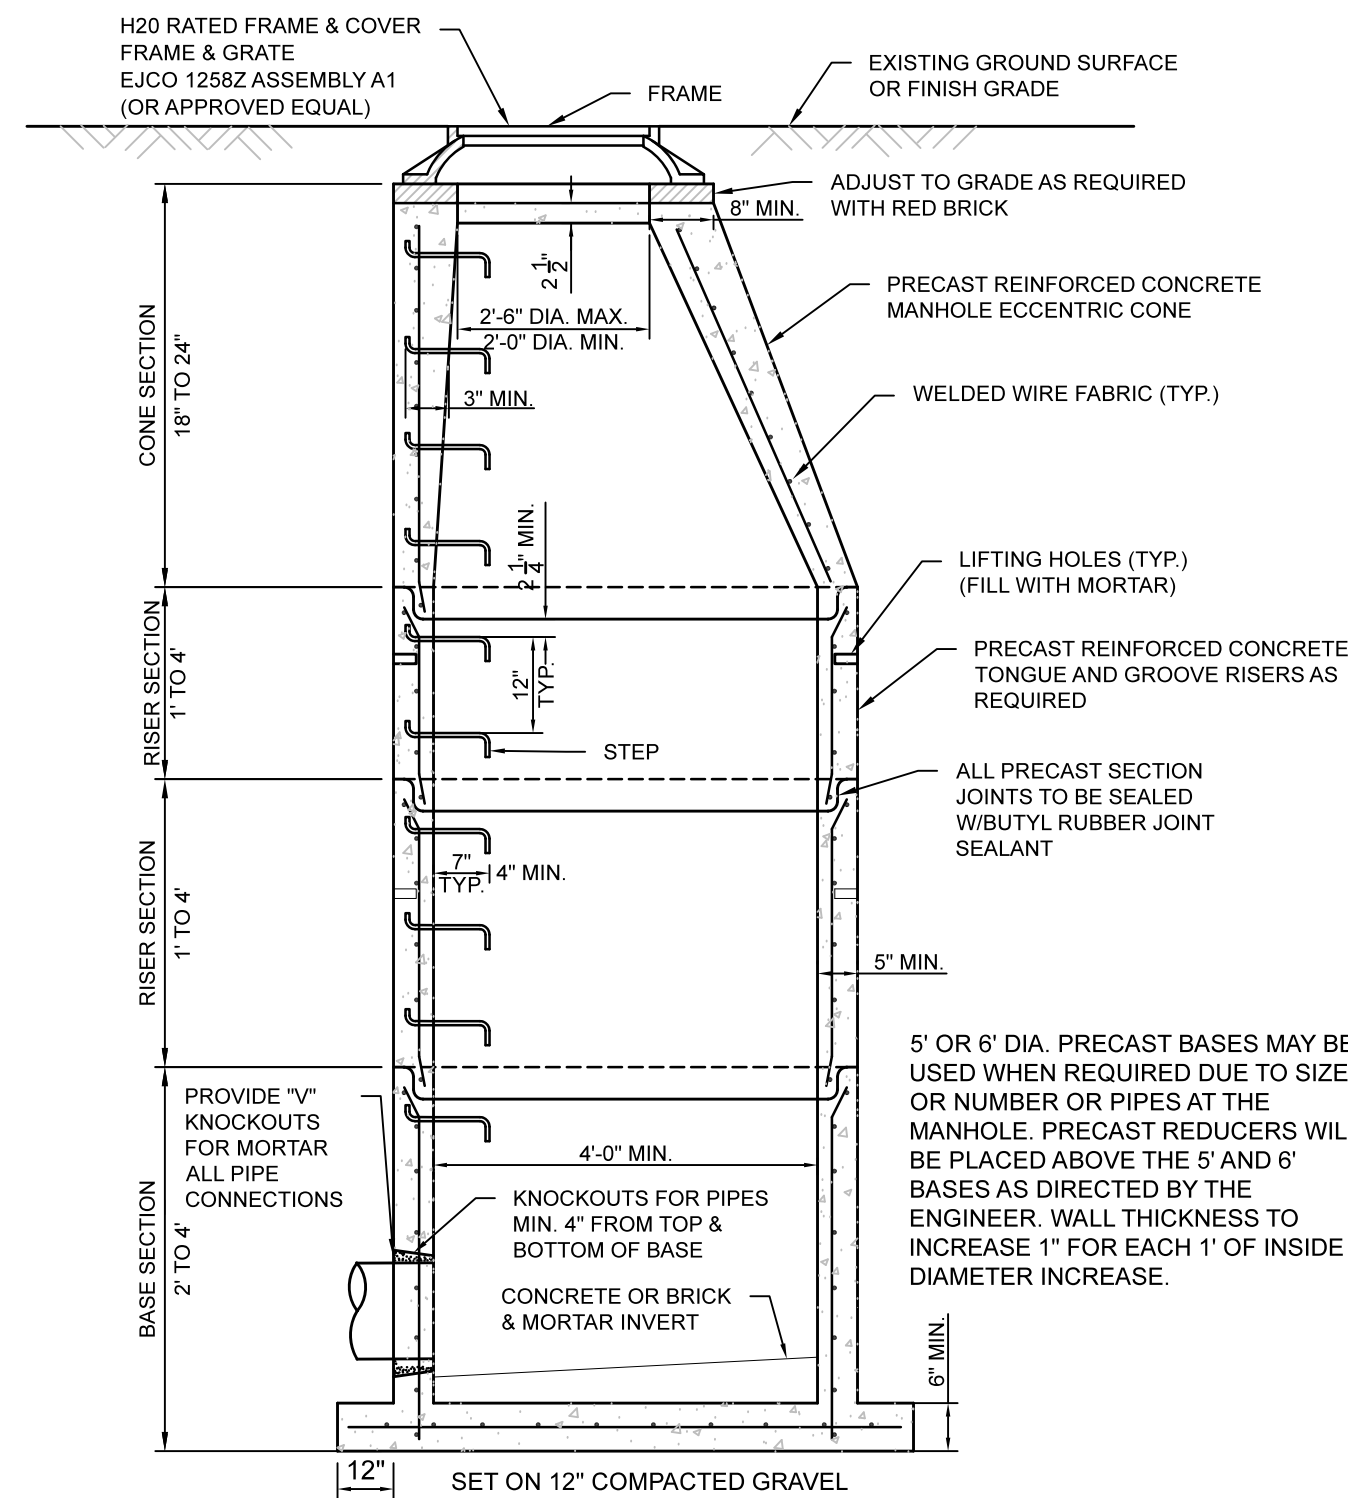 H20 RATED FRAME & COVER
FRAME & GRATE
EJCO 1258Z ASSEMBLY A1
(OR APPROVED EQUAL)
FRAME
EXISTING GROUND SURFACE
OR FINISH GRADE
ADJUST TO GRADE AS REQUIRED
WITH RED BRICK
8" MIN.
2 1/2"
PRECAST REINFORCED CONCRETE
MANHOLE ECCENTRIC CONE
2'-6" DIA. MAX.
2'-0" DIA. MIN.
CONE SECTION
18" TO 24"
3" MIN.
WELDED WIRE FABRIC (TYP.)
2 1/4" MIN.
LIFTING HOLES (TYP.)
(FILL WITH MORTAR)
RISER SECTION
1' TO 4'
12"
TYP.
PRECAST REINFORCED CONCRETE
TONGUE AND GROOVE RISERS AS
REQUIRED
STEP
ALL PRECAST SECTION
JOINTS TO BE SEALED
W/BUTYL RUBBER JOINT
SEALANT
7"
TYP.
4" MIN.
RISER SECTION
1' TO 4'
5" MIN.
5' OR 6' DIA. PRECAST BASES MAY BE
USED WHEN REQUIRED DUE TO SIZE
OR NUMBER OR PIPES AT THE
MANHOLE. PRECAST REDUCERS WIL
BE PLACED ABOVE THE 5' AND 6'
BASES AS DIRECTED BY THE
ENGINEER. WALL THICKNESS TO
INCREASE 1" FOR EACH 1' OF INSIDE
DIAMETER INCREASE.
PROVIDE "V"
KNOCKOUTS
FOR MORTAR
ALL PIPE
CONNECTIONS
4'-0" MIN.
KNOCKOUTS FOR PIPES
MIN. 4" FROM TOP &
BOTTOM OF BASE
BASE SECTION
2' TO 4'
CONCRETE OR BRICK
& MORTAR INVERT
6" MIN.
12"
SET ON 12" COMPACTED GRAVEL